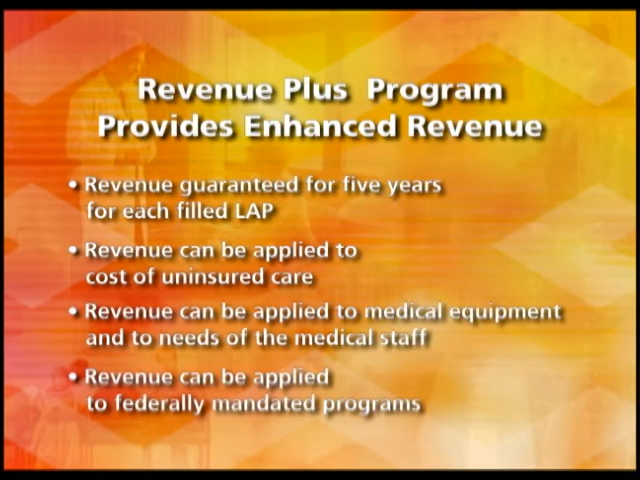 Revenue Plus Program
Provides Enhanced Revenue
• Revenue guaranteed for five years
for each filled LAP
• Revenue can be applied to
cost of uninsured care
• Revenue can be applied to medical equipment
and to needs of the medical staff
• Revenue can be applied
to federally mandated programs